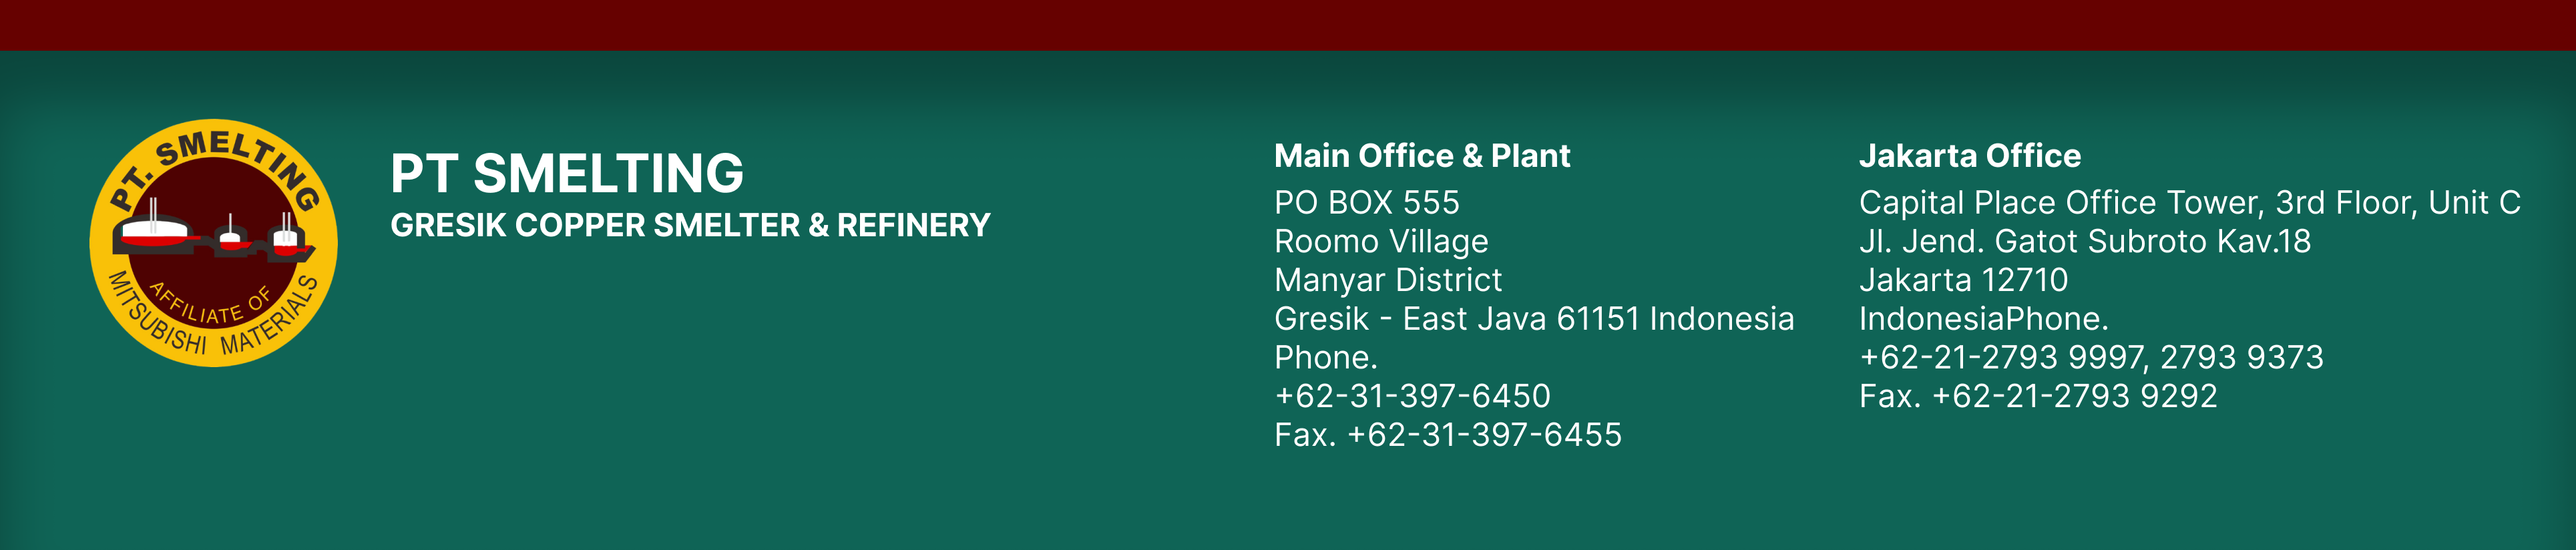 PT. SMELTING
AFFILIATE OF
MITSUBISHI MATERIALS
PT SMELTING
GRESIK COPPER SMELTER & REFINERY
Main Office & Plant
PO BOX 555
Roomo Village
Manyar District
Gresik - East Java 61151 Indonesia
Phone.
+62-31-397-6450
Fax. +62-31-397-6455
Jakarta Office
Capital Place Office Tower, 3rd Floor, Unit C
Jl. Jend. Gatot Subroto Kav.18
Jakarta 12710
IndonesiaPhone.
+62-21-2793 9997, 2793 9373
Fax. +62-21-2793 9292